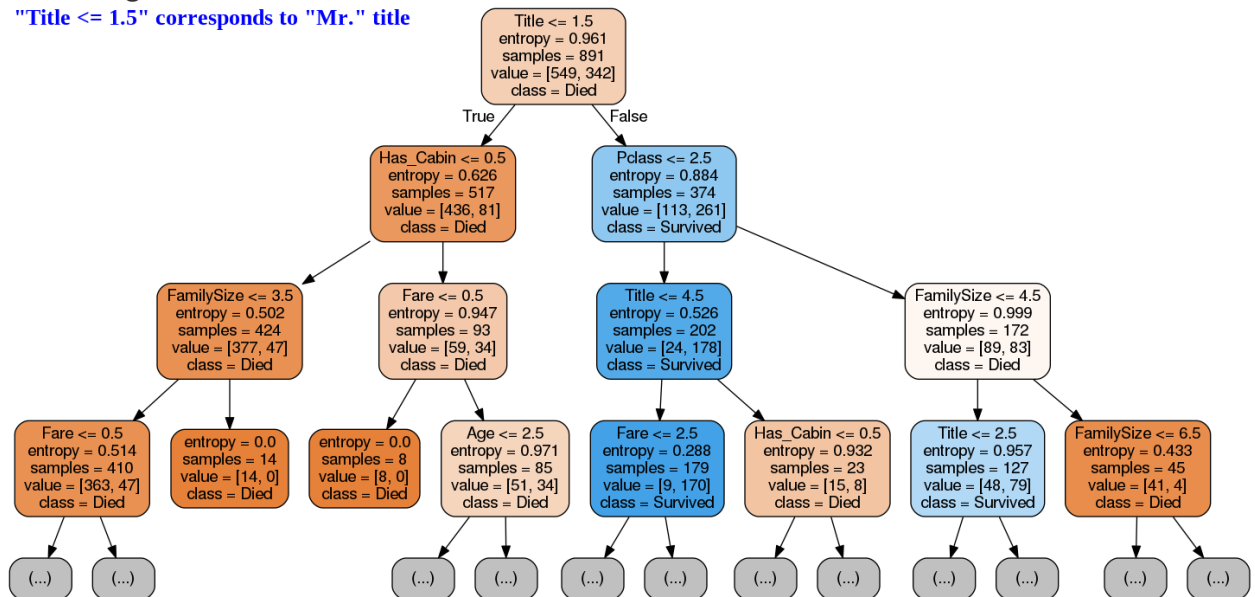 "Title <= 1.5" corresponds to "Mr." title
Title <= 1.5
entropy = 0.961
samples = 891
value = [549, 342]
class = Died
True
False
Has_Cabin <= 0.5
entropy = 0.626
samples = 517
value = [436, 81]
class = Died
Pclass <= 2.5
entropy = 0.884
samples = 374
value = [113, 261]
class = Survived
FamilySize <= 3.5
entropy = 0.502
samples = 424
value = [377, 47]
class = Died
Fare <= 0.5
entropy = 0.947
samples = 93
value = [59, 34]
class = Died
Title <= 4.5
entropy = 0.526
samples = 202
value = [24, 178]
class = Survived
FamilySize <= 4.5
entropy = 0.999
samples = 172
value = [89, 83]
class = Died
Fare <= 0.5
entropy = 0.514
samples = 410
value = [363, 47]
class = Died
entropy = 0.0
samples = 14
value = [14, 0]
class = Died
entropy = 0.0
samples = 8
value = [8, 0]
class = Died
Age <= 2.5
entropy = 0.971
samples = 85
value = [51, 34]
class = Died
Fare <= 2.5
entropy = 0.288
samples = 179
value = [9, 170]
class = Survived
Has_Cabin <= 0.5
entropy = 0.932
samples = 23
value = [15, 8]
class = Died
Title <= 2.5
entropy = 0.957
samples = 127
value = [48, 79]
class = Survived
FamilySize <= 6.5
entropy = 0.433
samples = 45
value = [41, 4]
class = Died
(...)
(...)
(...)
(...)
(...)
(...)
(...)
(...)
(...)
(...)
(...)
(...)